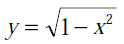 y = √(1 − x²)